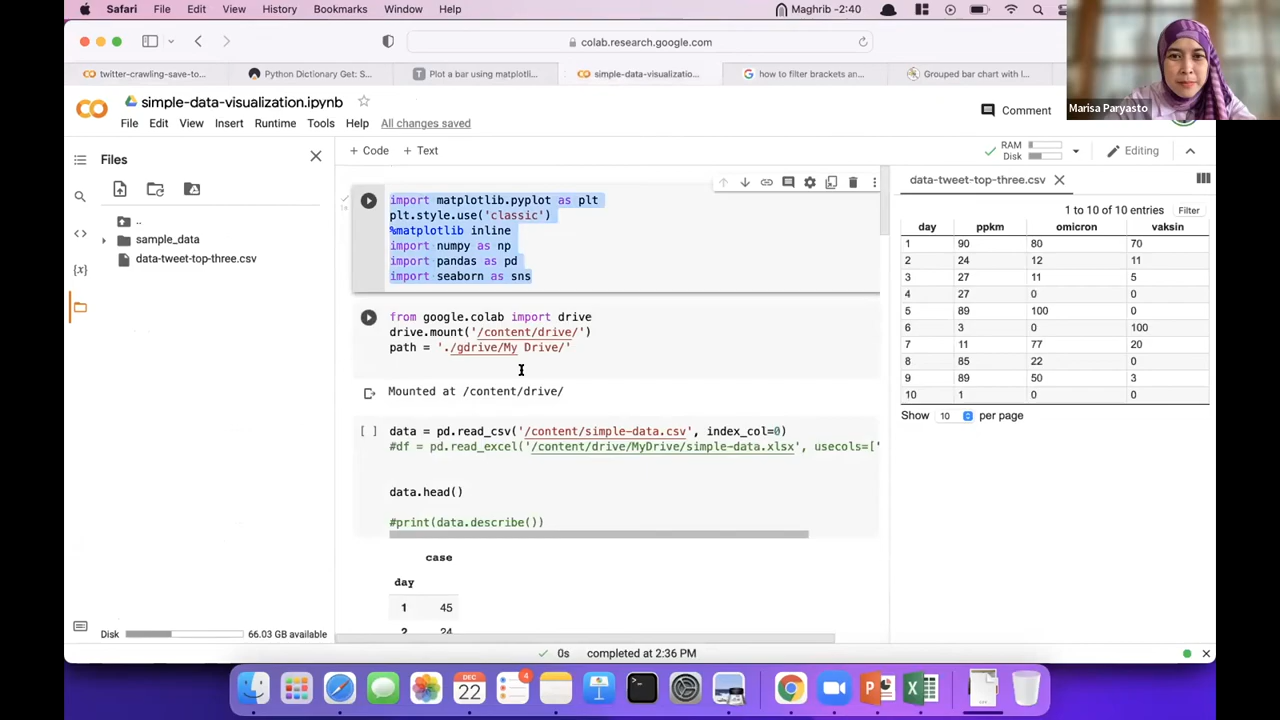 Safari File Edit View History Bookmarks Window Help
Maghrib -2:40
colab.research.google.com
twitter-crawling-save-to...
Python Dictionary Get: S...
Plot a bar using matplotli...
simple-data-visualizatio...
how to filter brackets an...
Grouped bar chart with l...
Marisa Paryasto
simple-data-visualization.ipynb
File Edit View Insert Runtime Tools Help All changes saved
Comment
Files
+ Code + Text
RAM
Disk
Editing
..
sample_data
data-tweet-top-three.csv
import matplotlib.pyplot as plt
plt.style.use('classic')
%matplotlib inline
import numpy as np
import pandas as pd
import seaborn as sns
from google.colab import drive
drive.mount('/content/drive/')
path = './gdrive/My Drive/'
Mounted at /content/drive/
data = pd.read_csv('/content/simple-data.csv', index_col=0)
#df = pd.read_excel('/content/drive/MyDrive/simple-data.xlsx', usecols=['
data.head()
#print(data.describe())
case
day
1 45
2 24
data-tweet-top-three.csv
1 to 10 of 10 entries Filter
day ppkm omicron vaksin
1 90 80 70
2 24 12 11
3 27 11 5
4 27 0 0
5 89 100 0
6 3 0 100
7 11 77 20
8 85 22 0
9 89 50 3
10 1 0 0
Show 10 per page
Disk 66.03 GB available
0s completed at 2:36 PM
DEC
22
4